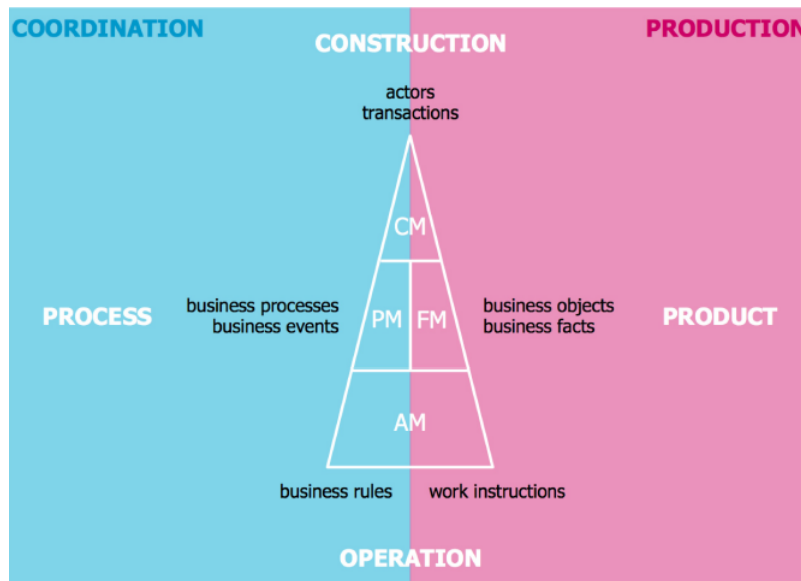 COORDINATION
CONSTRUCTION
PRODUCTION
actors
transactions
CM
business processes
business events
PROCESS
PM
FM
business objects
business facts
PRODUCT
AM
business rules
work instructions
OPERATION